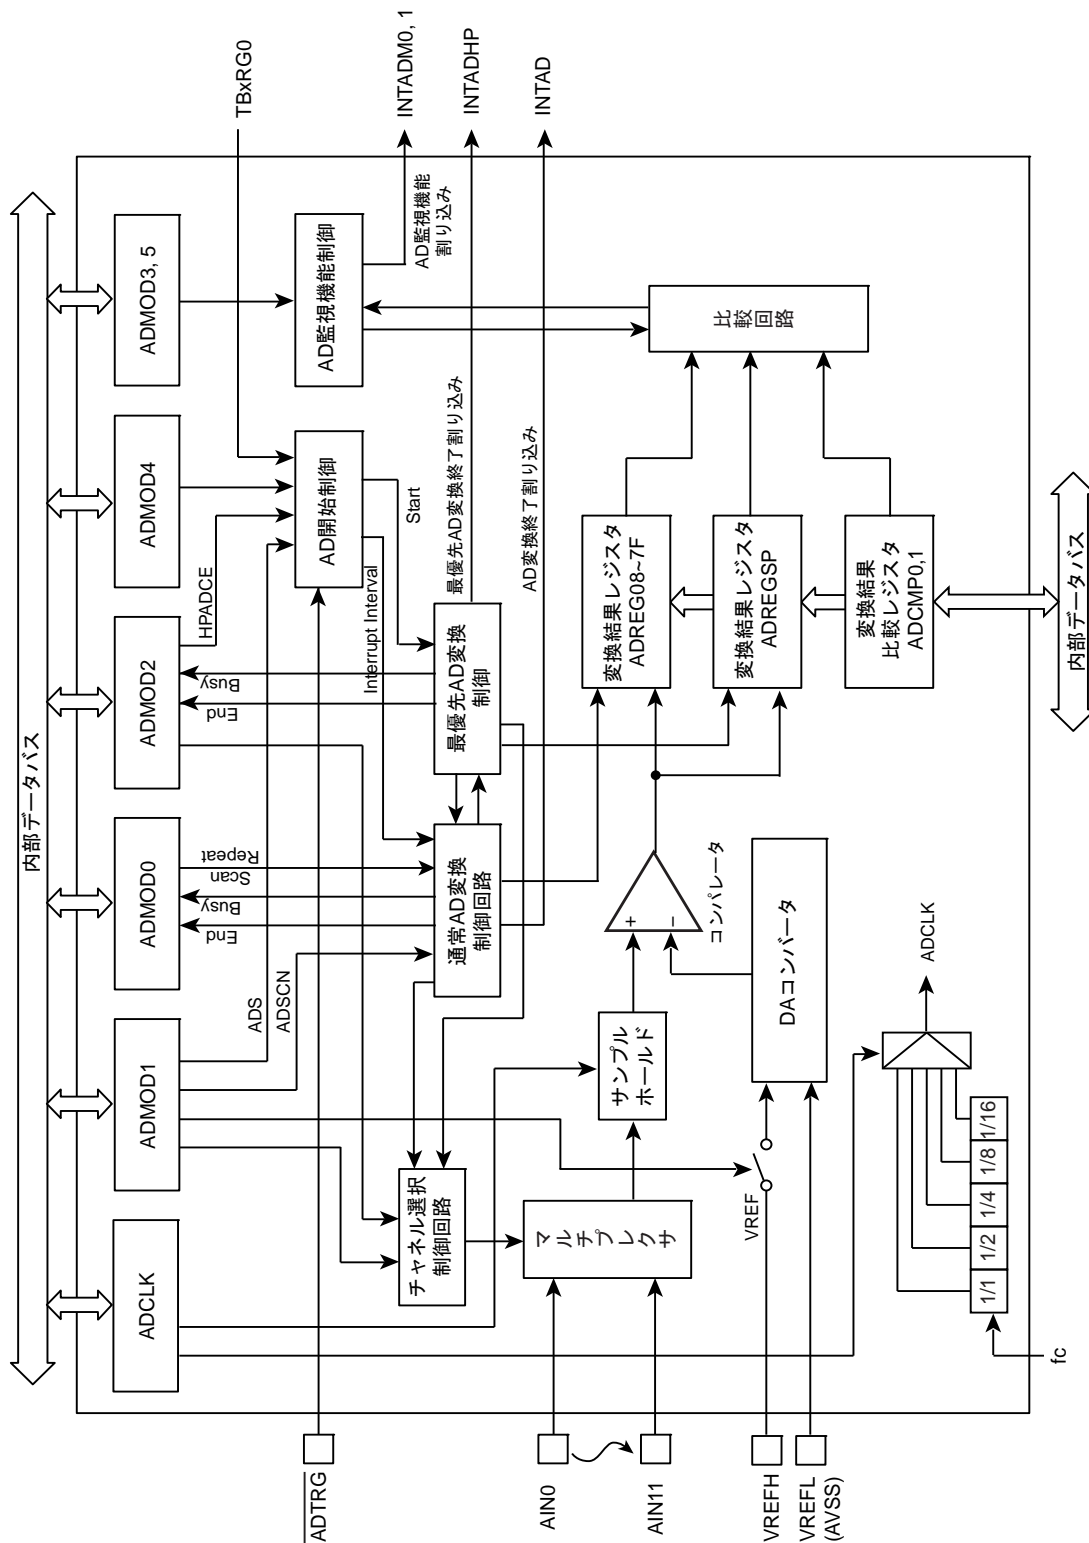 内部データバス
ADCLK
ADMOD1
ADMOD0
ADMOD2
ADMOD4
ADMOD3, 5
TBxRG0
ADTRG
ADS
ADSCN
End
Busy
Scan
Repeat
End
Busy
HPADCE
AD開始制御
AD監視機能制御
Interrupt Interval
Start
AD監視機能
割り込み
INTADM0, 1
チャネル選択
制御回路
通常AD変換
制御回路
最優先AD変換
制御
最優先AD変換終了割り込み
INTADHP
AD変換終了割り込み
INTAD
AIN0
AIN11
マルチプレクサ
サンプル
ホールド
+
−
コンパレータ
変換結果レジスタ
ADREG08~7F
変換結果レジスタ
ADREGSP
変換結果
比較レジスタ
ADCMP0,1
比較回路
VREFH
VREFL
(AVSS)
VREF
DAコンバータ
fc
1/1
1/2
1/4
1/8
1/16
ADCLK
内部データバス